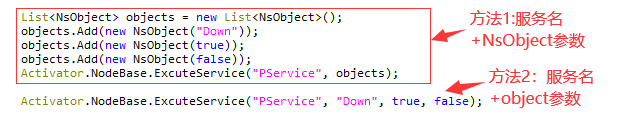 List<NsObject> objects = new List<NsObject>();
objects.Add(new NsObject("Down"));
objects.Add(new NsObject(true));
objects.Add(new NsObject(false));
Activator.NodeBase.ExcuteService("PService", objects);
方法1:服务名
+NsObject参数
Activator.NodeBase.ExcuteService("PService", "Down", true, false);
方法2：服务名
+object参数